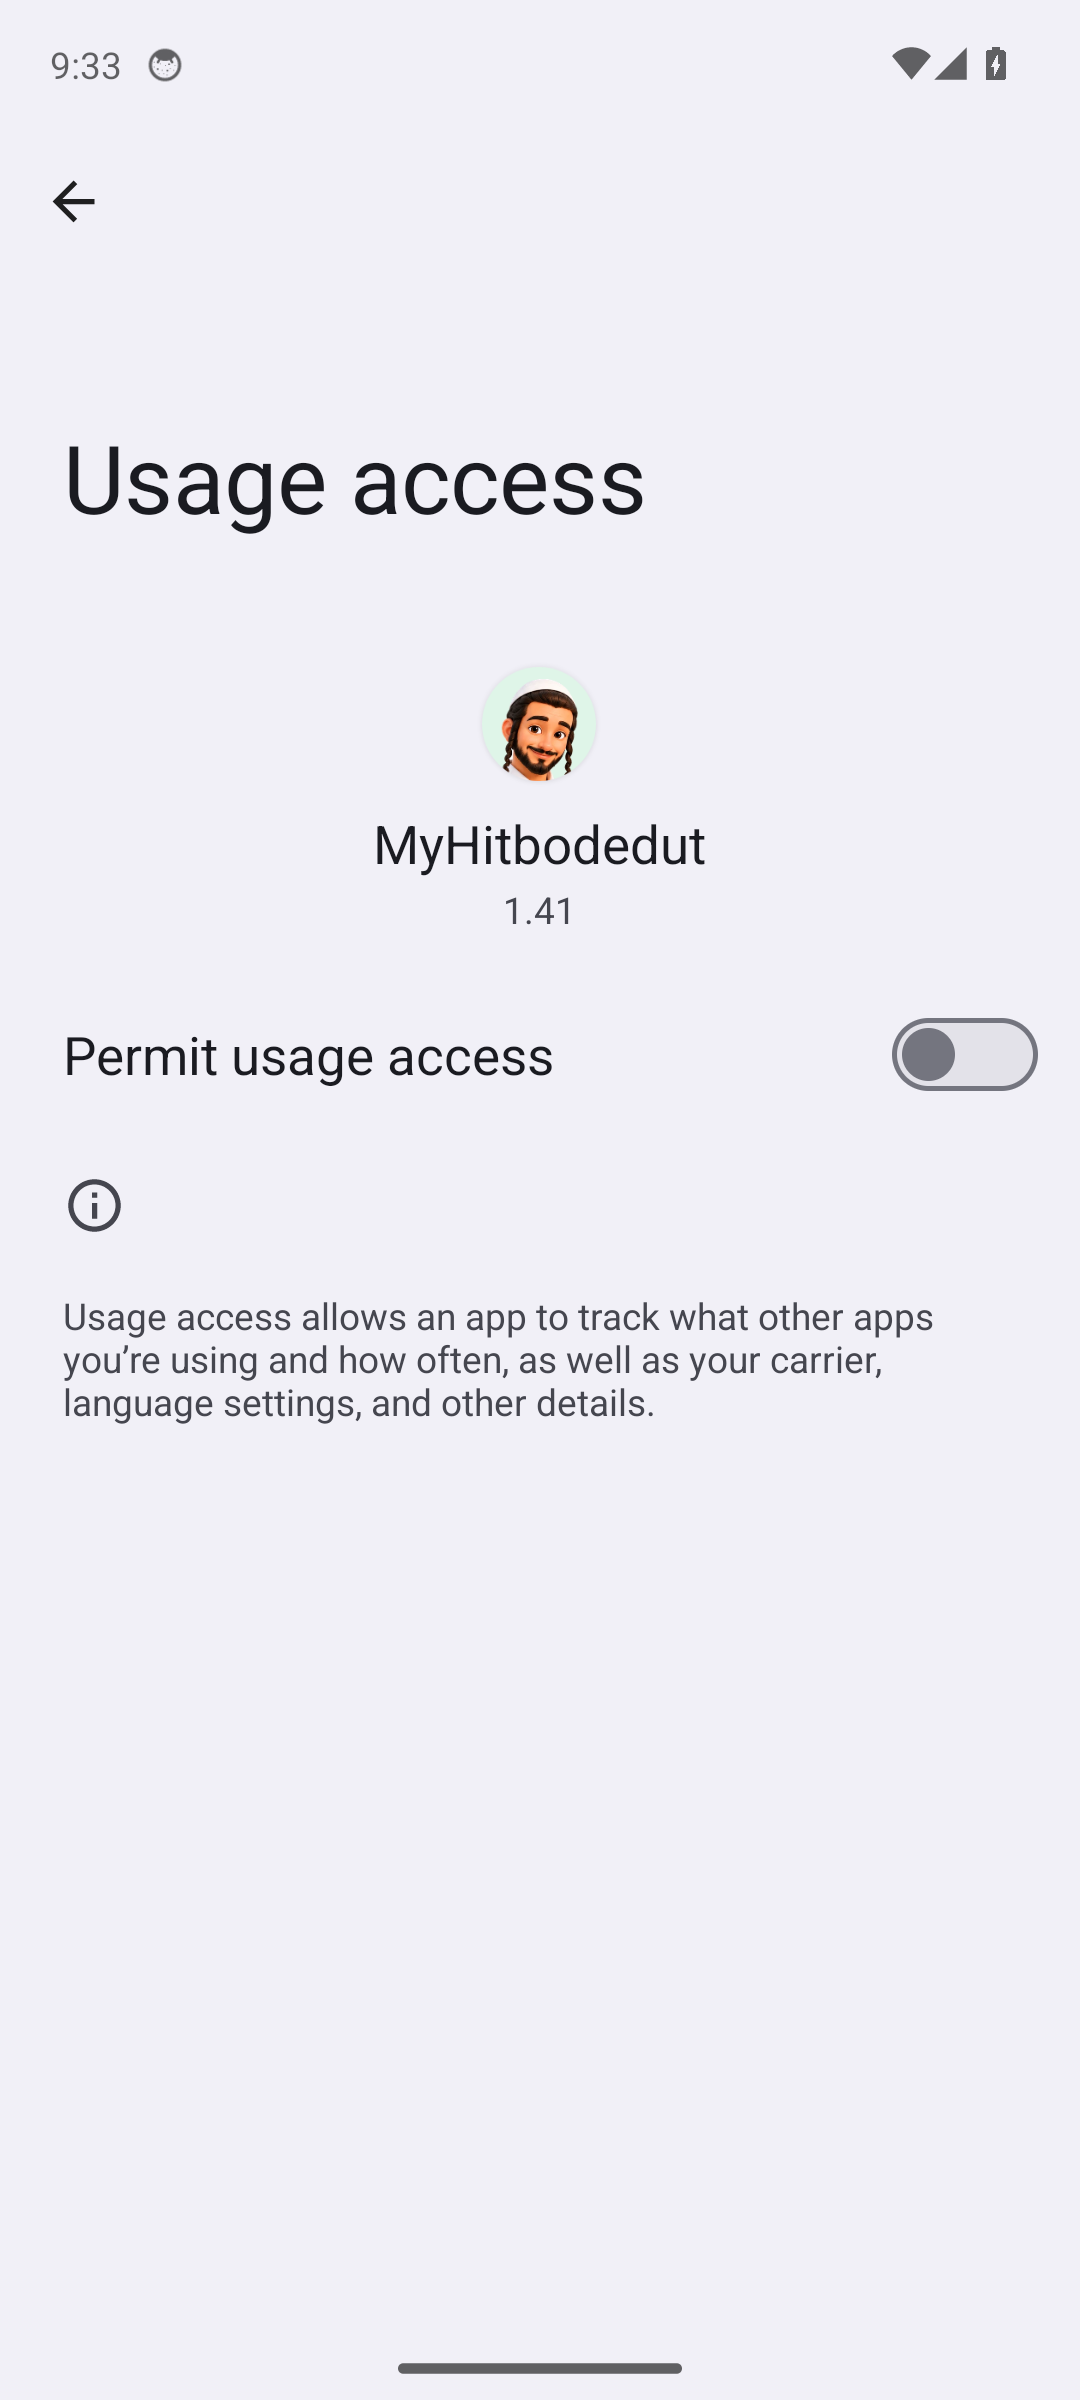 9:33
Usage access
MyHitbodedut
1.41
Permit usage access
Usage access allows an app to track what other apps
you’re using and how often, as well as your carrier,
language settings, and other details.